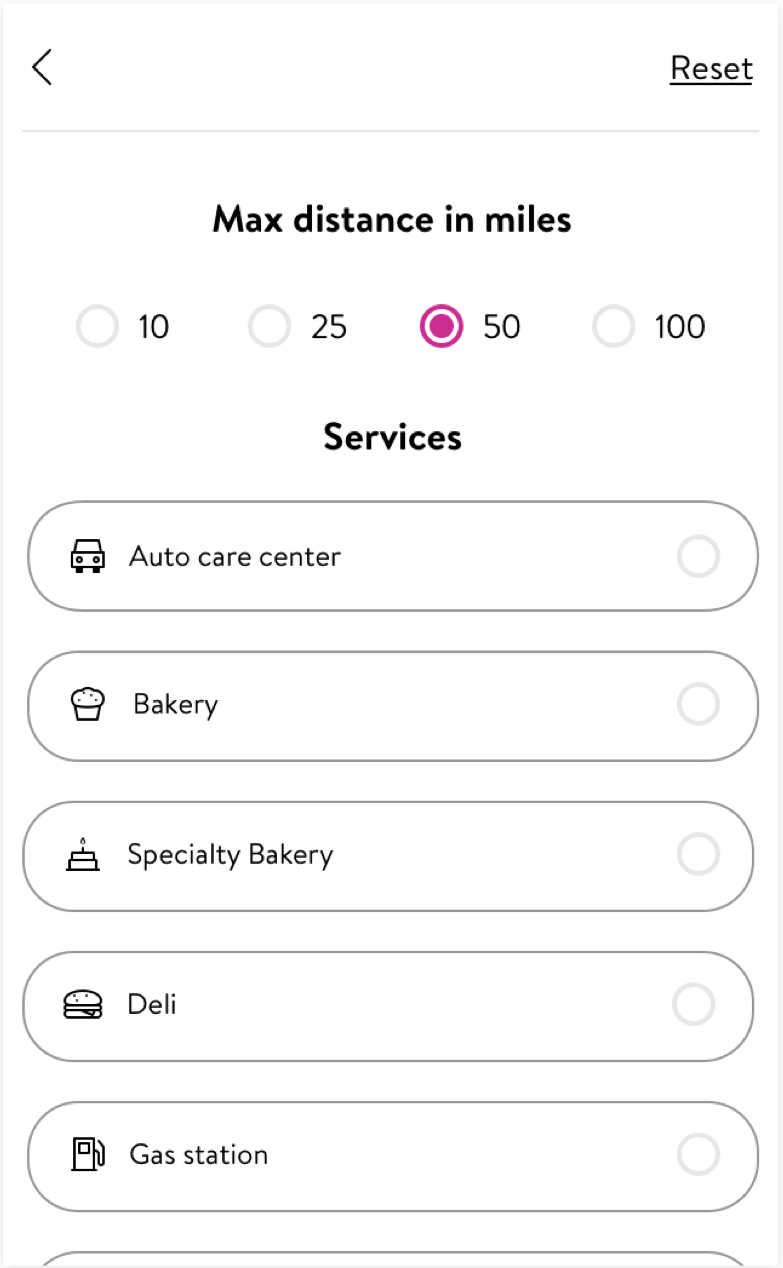 Reset
Max distance in miles
10 25 50 100
Services
Auto care center
Bakery
Specialty Bakery
Deli
Gas station